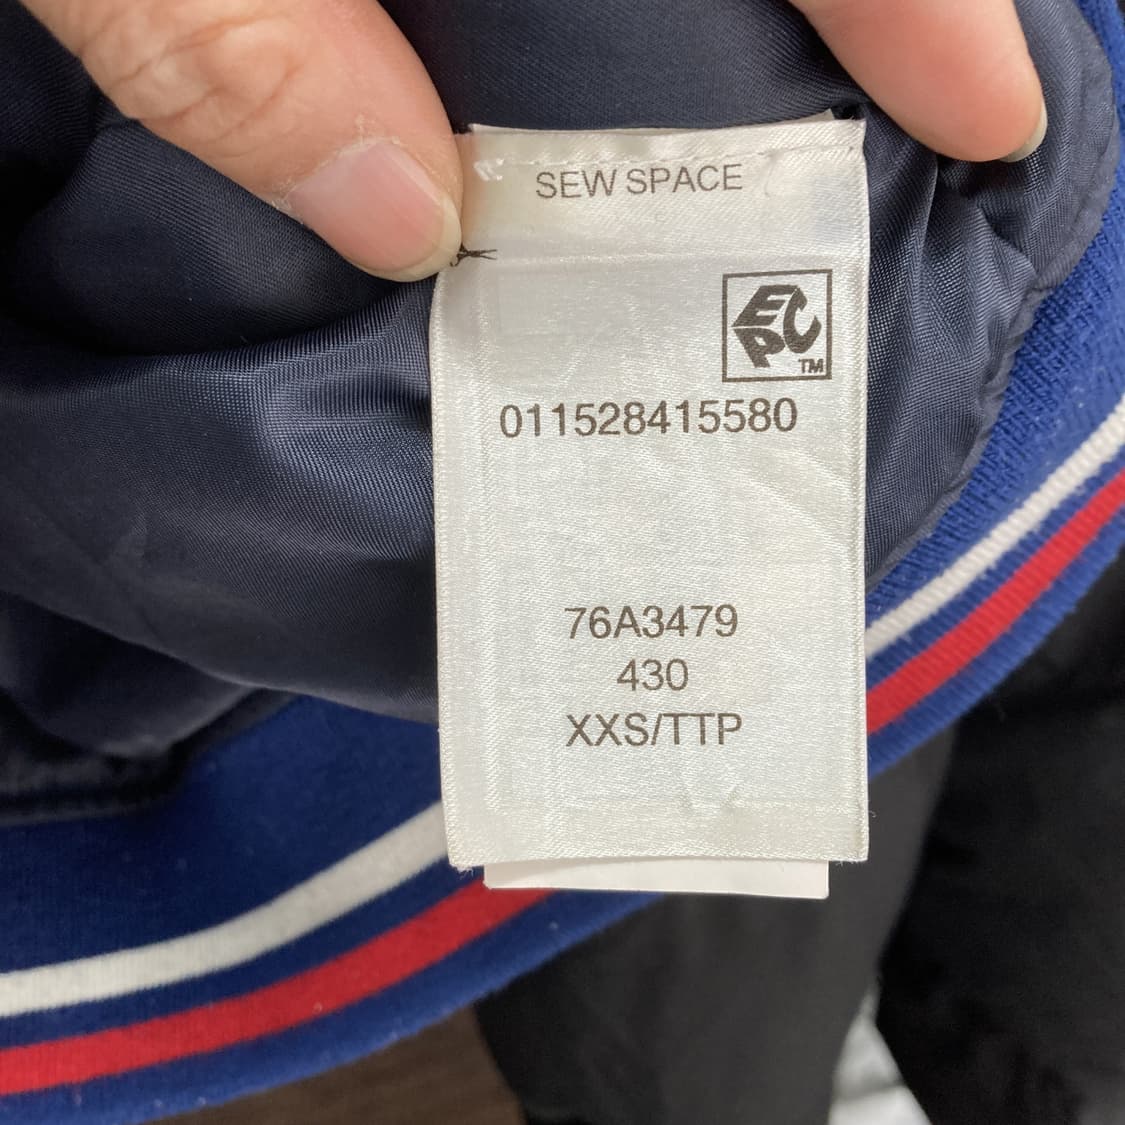 SEW SPACE
EPC
TM
011528415580
76A3479
430
XXS/TTP